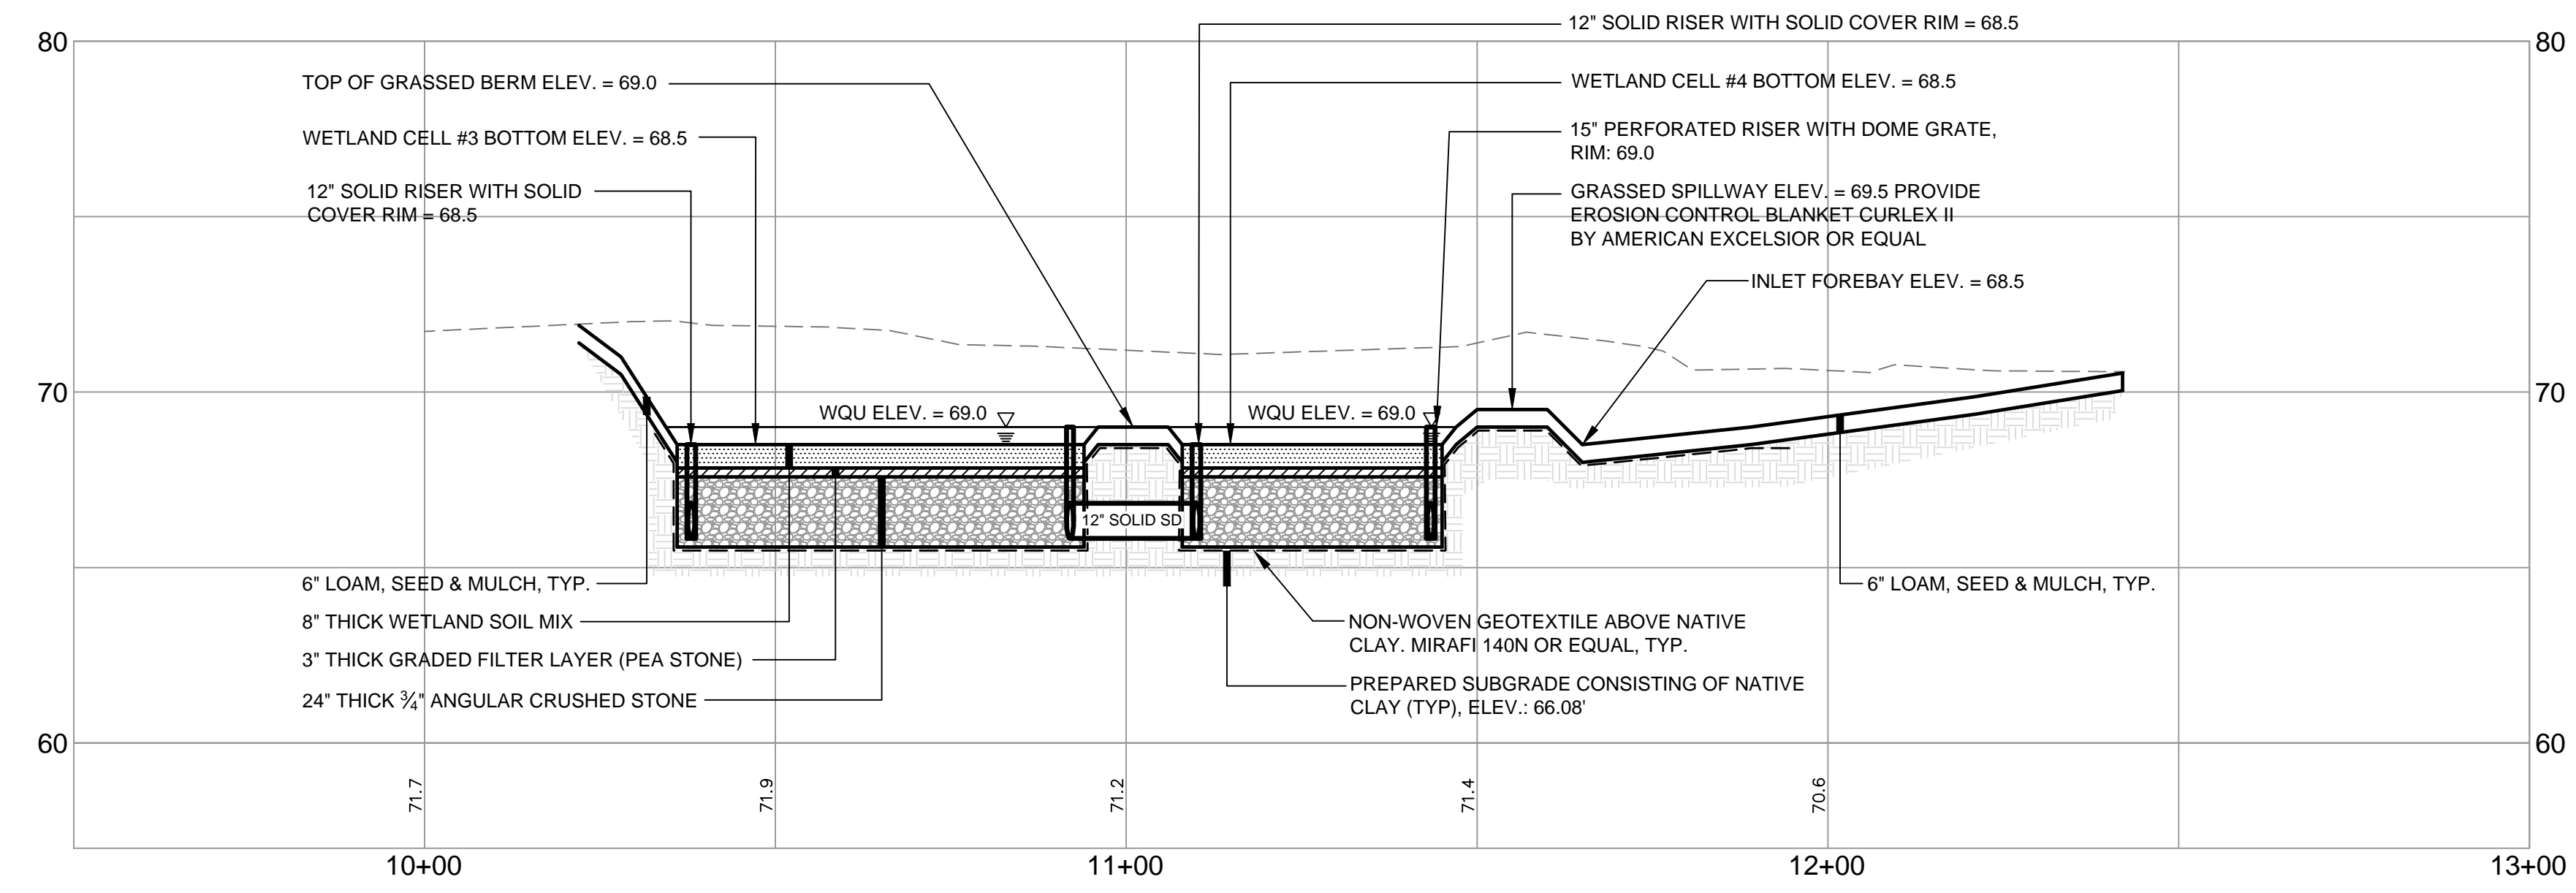 12" SOLID RISER WITH SOLID COVER RIM = 68.5
80
80
TOP OF GRASSED BERM ELEV. = 69.0
WETLAND CELL #4 BOTTOM ELEV. = 68.5
WETLAND CELL #3 BOTTOM ELEV. = 68.5
15" PERFORATED RISER WITH DOME GRATE,
RIM: 69.0
12" SOLID RISER WITH SOLID
COVER RIM = 68.5
GRASSED SPILLWAY ELEV. = 69.5 PROVIDE
EROSION CONTROL BLANKET CURLEX II
BY AMERICAN EXCELSIOR OR EQUAL
INLET FOREBAY ELEV. = 68.5
70
70
WQU ELEV. = 69.0
WQU ELEV. = 69.0
12" SOLID SD
6" LOAM, SEED & MULCH, TYP.
6" LOAM, SEED & MULCH, TYP.
8" THICK WETLAND SOIL MIX
NON-WOVEN GEOTEXTILE ABOVE NATIVE
CLAY. MIRAFI 140N OR EQUAL, TYP.
3" THICK GRADED FILTER LAYER (PEA STONE)
24" THICK ¾" ANGULAR CRUSHED STONE
PREPARED SUBGRADE CONSISTING OF NATIVE
CLAY (TYP), ELEV.: 66.08'
60
60
71.7
71.9
71.2
71.4
70.6
10+00
11+00
12+00
13+00